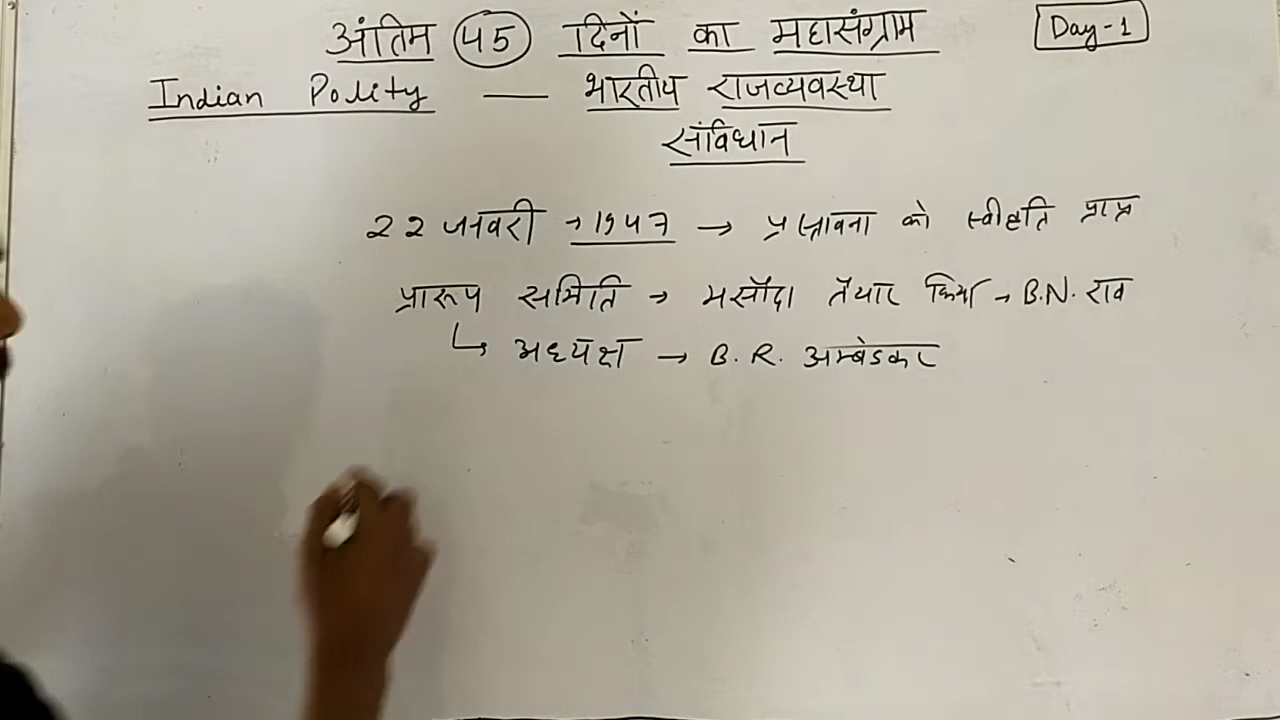 अंतिम 45 दिनों का महासंग्राम
Day-1
Indian Polity — भारतीय राजव्यवस्था
संविधान
22 जनवरी → 1947 → प्रस्तावना को स्वीकृति प्राप्त
प्रारूप समिति → मसौदा तैयार किया → B.N. राव
↳ अध्यक्ष → B. R. अम्बेडकर